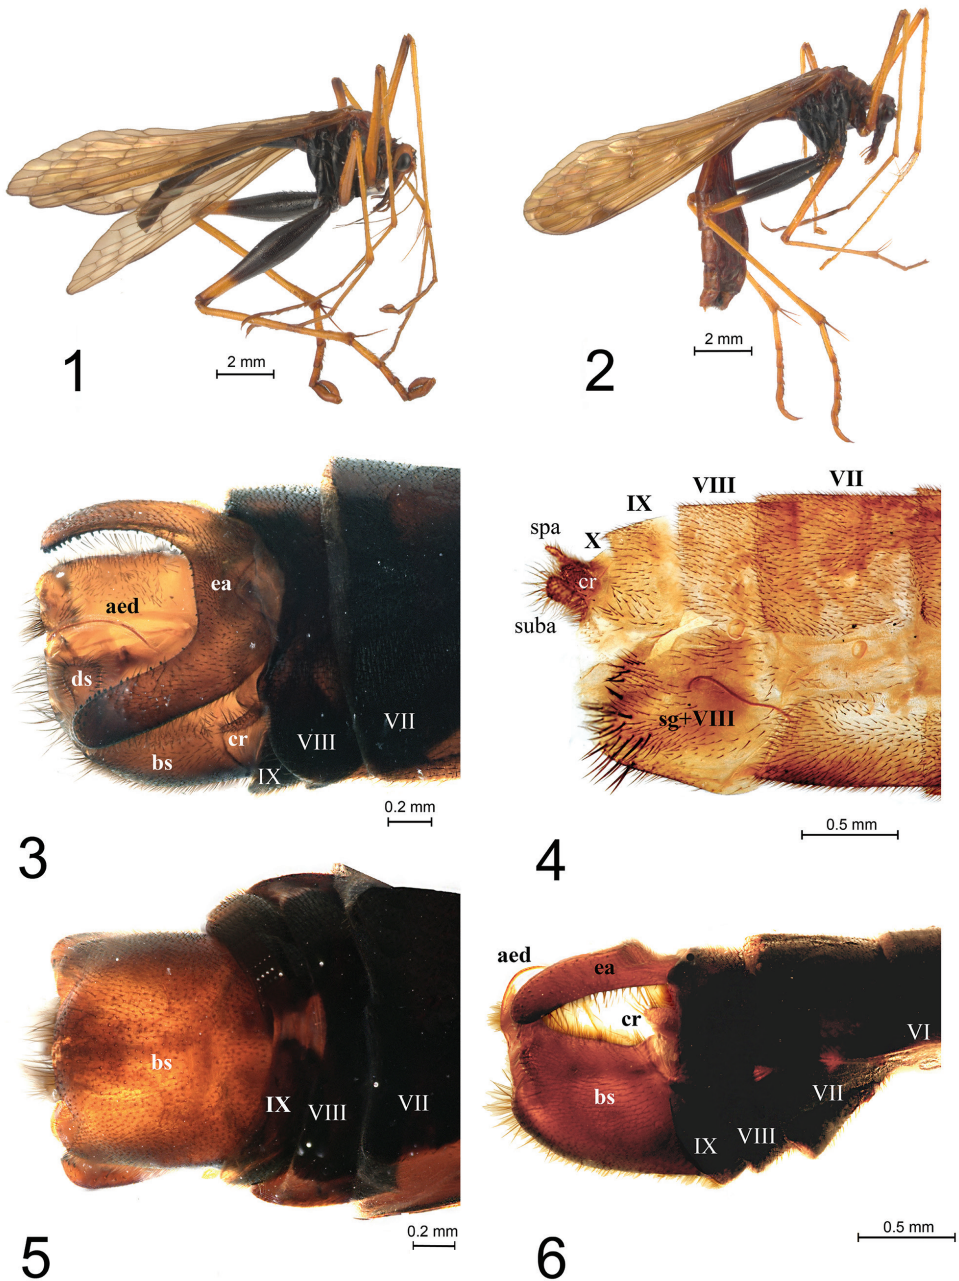 1
2 mm
2
2 mm
ea
aed
ds
bs
cr
IX
VIII
VII
0.2 mm
3
VII
VIII
IX
X
spa
cr
suba
sg+VIII
0.5 mm
4
bs
IX
VIII
VII
0.2 mm
5
aed
ea
cr
bs
VI
VII
VIII
IX
0.5 mm
6